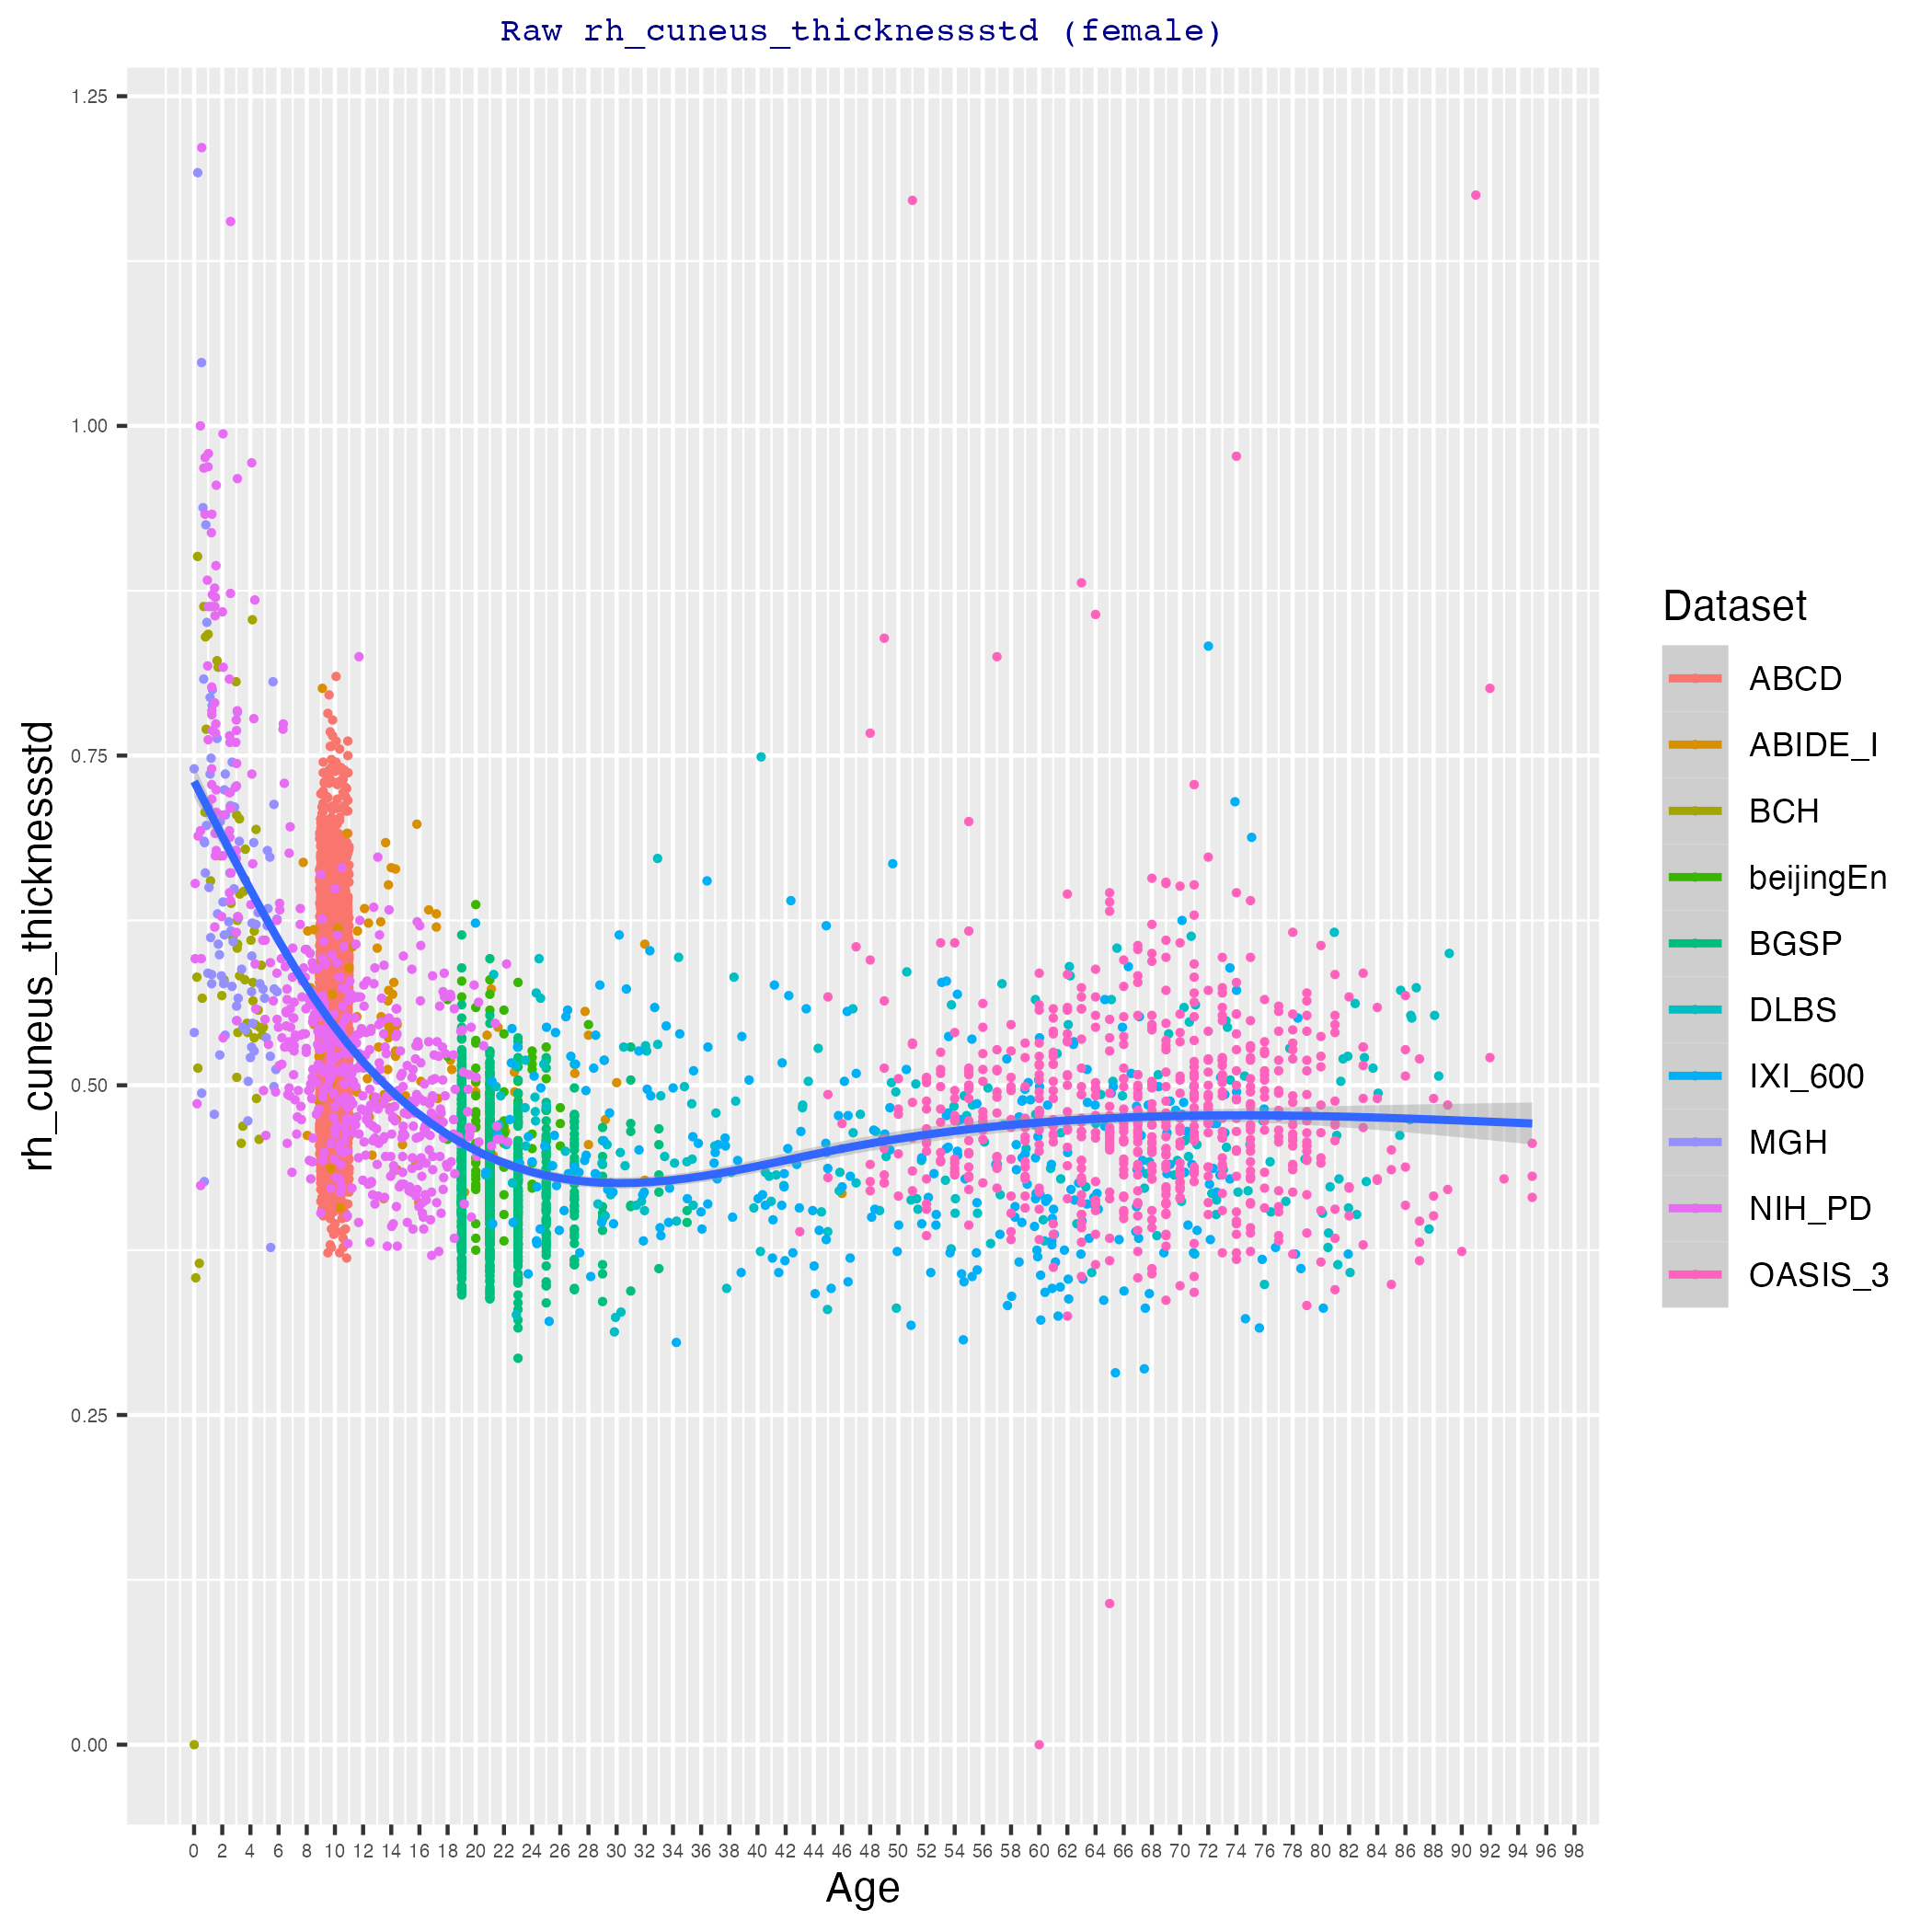 Raw rh_cuneus_thicknessstd (female)
1.25
1.00
0.75
0.50
0.25
0.00
rh_cuneus_thicknessstd
0 2 4 6 8 10 12 14 16 18 20 22 24 26 28 30 32 34 36 38 40 42 44 46 48 50 52 54 56 58 60 62 64 66 68 70 72 74 76 78 80 82 84 86 88 90 92 94 96 98
Age
Dataset
ABCD
ABIDE_I
BCH
beijingEn
BGSP
DLBS
IXI_600
MGH
NIH_PD
OASIS_3